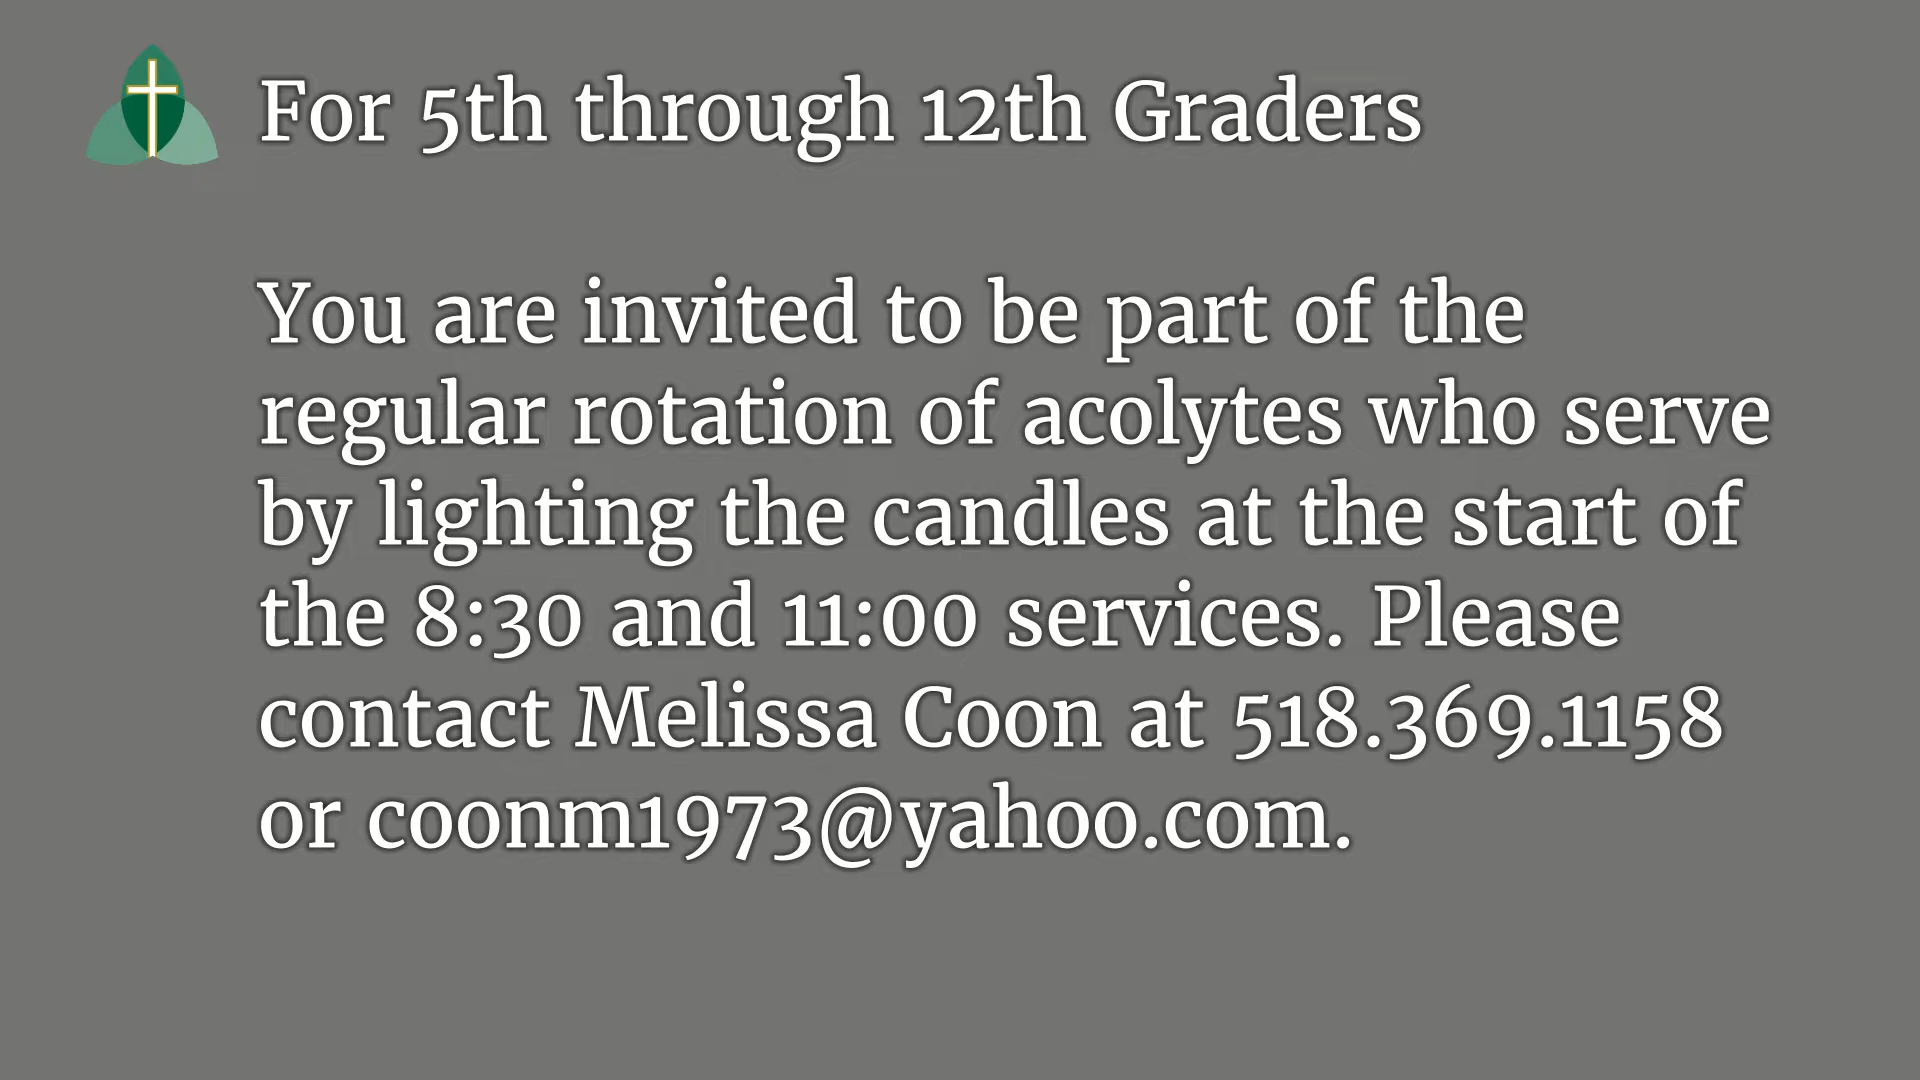 For 5th through 12th Graders
You are invited to be part of the
regular rotation of acolytes who serve
by lighting the candles at the start of
the 8:30 and 11:00 services. Please
contact Melissa Coon at 518.369.1158
or coonm1973@yahoo.com.